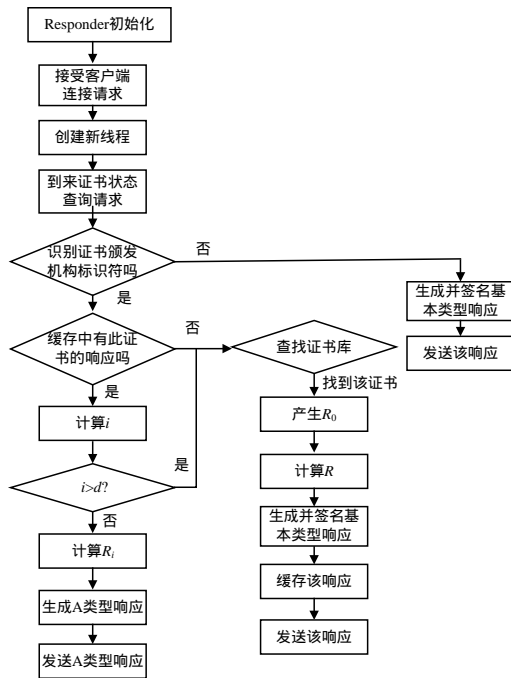 Responder初始化
接受客户端
连接请求
创建新线程
到来证书状态
查询请求
识别证书颁发
机构标识符吗
否
是
生成并签名基
本类型响应
发送该响应
缓存中有此证
书的响应吗
否
是
查找证书库
找到该证书
计算i
产生R₀
i>d?
是
否
计算R
生成并签名基
本类型响应
计算Rᵢ
缓存该响应
生成A类型响应
发送该响应
发送A类型响应